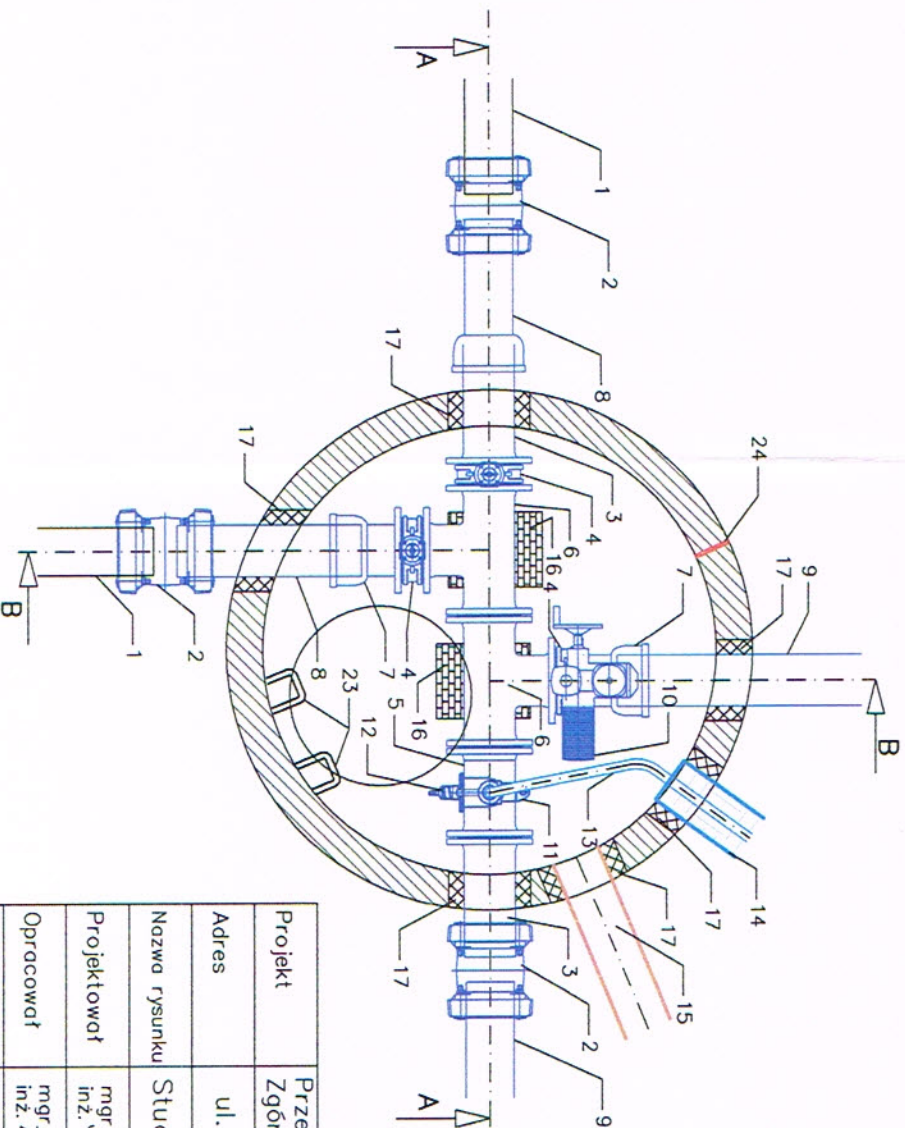 A
1
2
8
17
17
24
3
4
6
16
4
7
17
9
B
B
1
2
8
7
4
16
5
12
23
6
10
13
11
14
17
17
15
17
3
2
9
A
Projekt
Prze
Zgór
Adres
ul.
Nazwa rysunku
Stud
Projektował
mgr
inż.
Opracował
mgr
inż.